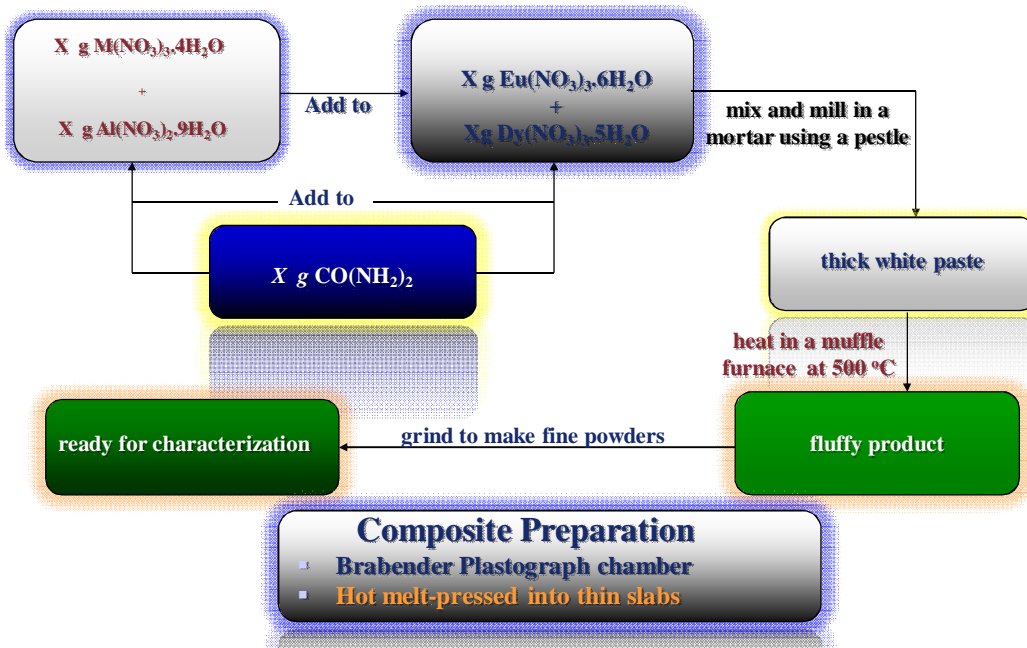 X g M(NO₃)₃.4H₂O
+
X g Al(NO₃)₂.9H₂O
Add to
X g Eu(NO₃)₃.6H₂O
+
Xg Dy(NO₃)₃.5H₂O
mix and mill in a
mortar using a pestle
Add to
X g CO(NH₂)₂
thick white paste
heat in a muffle
furnace at 500 °C
ready for characterization
grind to make fine powders
fluffy product
Composite Preparation
▪ Brabender Plastograph chamber
▪ Hot melt-pressed into thin slabs